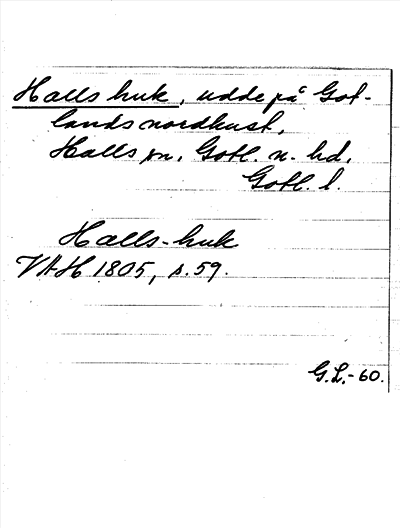 Halls huk, udde på Got-
lands nordkust,
Halls sn, Gotl. n. hd,
Gotl. l.
Halls-huk
VAH 1805, s. 59.
G.L.-60.